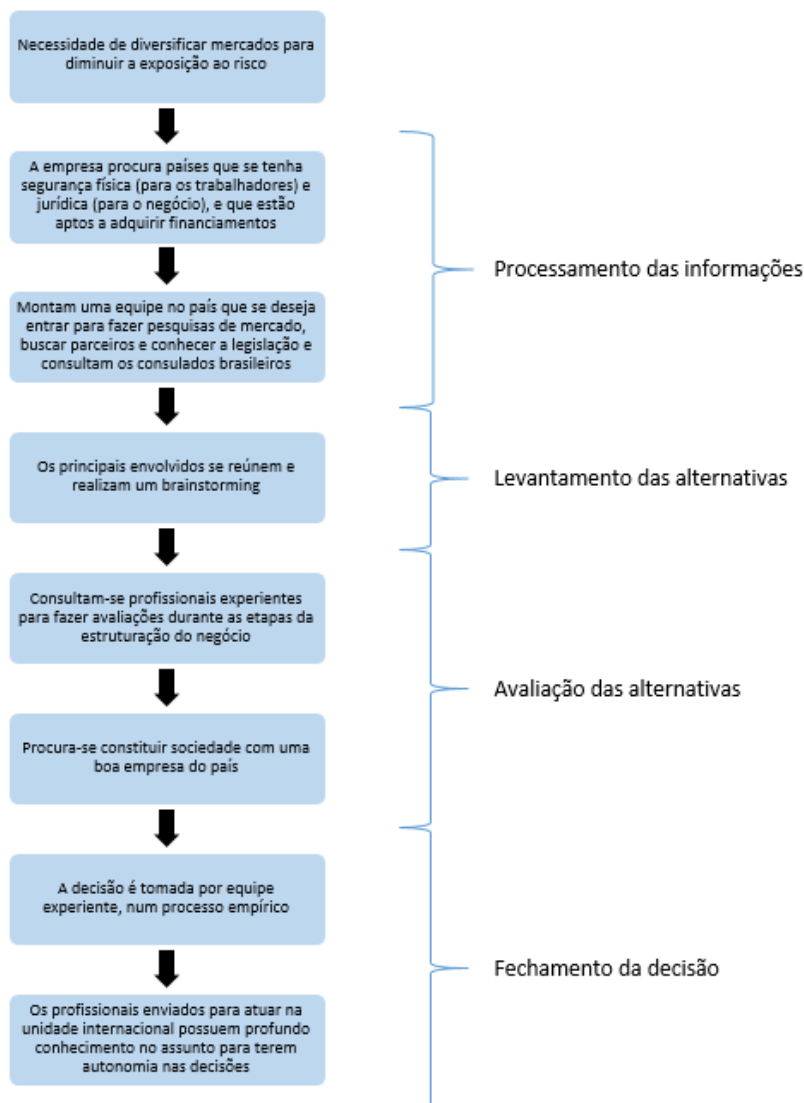 Necessidade de diversificar mercados para
diminuir a exposição ao risco
A empresa procura países que se tenha
segurança física (para os trabalhadores) e
jurídica (para o negócio), e que estão
aptos a adquirir financiamentos
Processamento das informações
Montam uma equipe no país que se deseja
entrar para fazer pesquisas de mercado,
buscar parceiros e conhecer a legislação e
consultam os consulados brasileiros
Os principais envolvidos se reúnem e
realizam um brainstorming
Levantamento das alternativas
Consultam-se profissionais experientes
para fazer avaliações durante as etapas da
estruturação do negócio
Avaliação das alternativas
Procura-se constituir sociedade com uma
boa empresa do país
A decisão é tomada por equipe
experiente, num processo empírico
Fechamento da decisão
Os profissionais enviados para atuar na
unidade internacional possuem profundo
conhecimento no assunto para terem
autonomia nas decisões